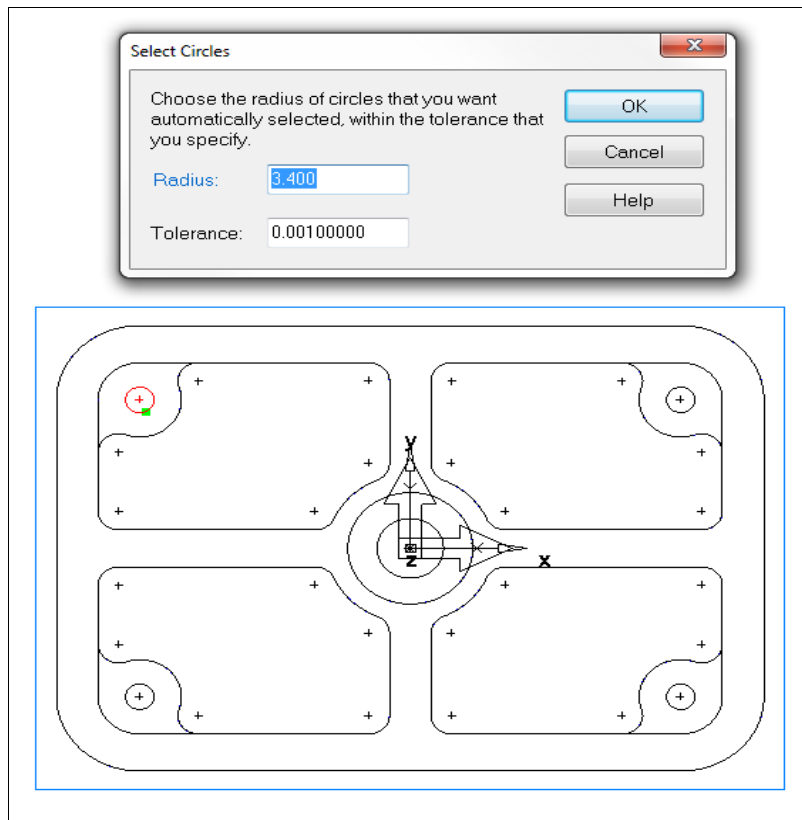 Select Circles
Choose the radius of circles that you want
automatically selected, within the tolerance that
you specify.
OK
Cancel
Radius: 3.400
Help
Tolerance: 0.00100000
y
x
z